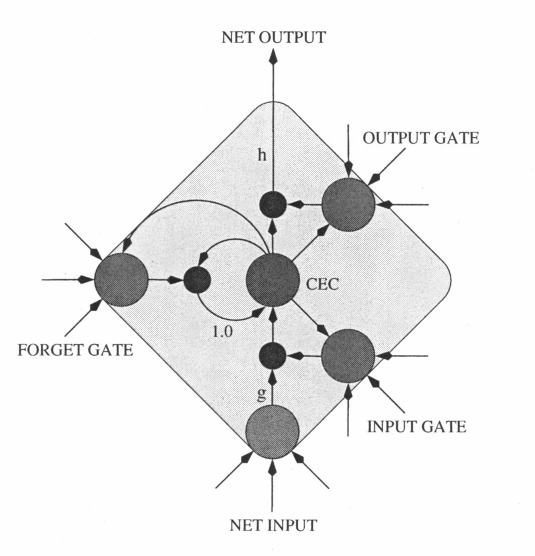 NET OUTPUT
OUTPUT GATE
h
CEC
1.0
FORGET GATE
g
INPUT GATE
NET INPUT